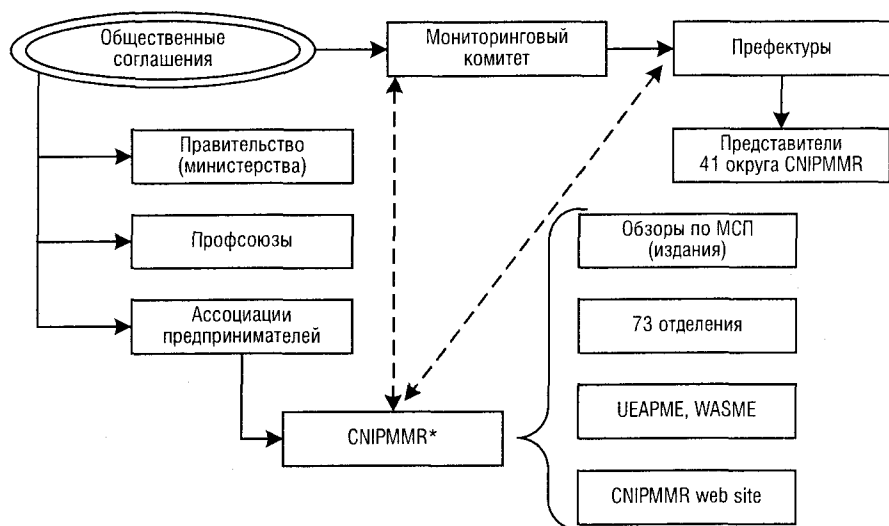 Общественные
соглашения
Мониторинговый
комитет
Префектуры
Правительство
(министерства)
Представители
41 округа CNIPMMR
Профсоюзы
Обзоры по МСП
(издания)
Ассоциации
предпринимателей
73 отделения
CNIPMMR*
UEAPME, WASME
CNIPMMR web site